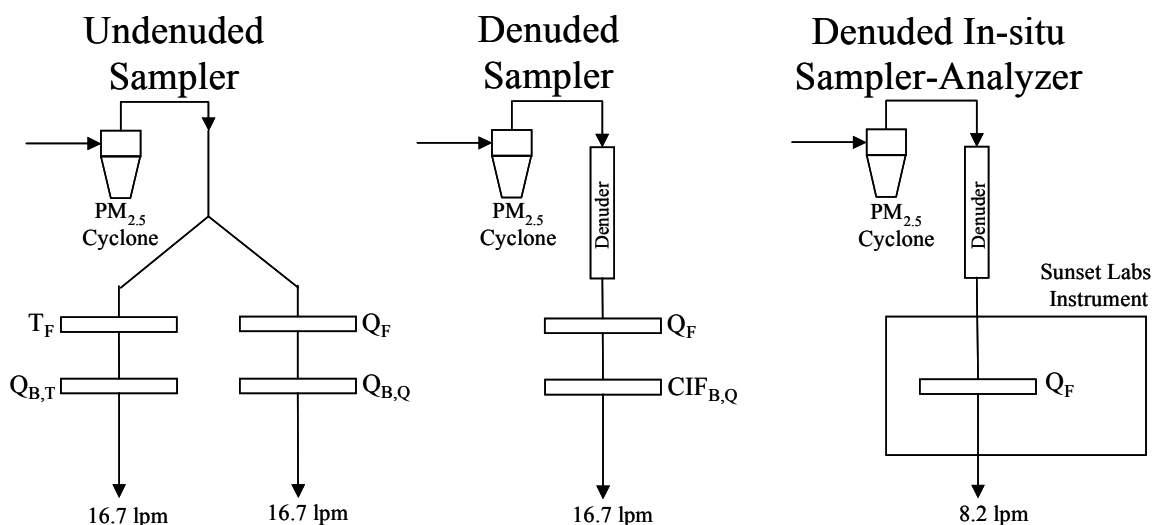 Undenuded
Sampler
PM2.5
Cyclone
TF
QF
QB,T
QB,Q
16.7 lpm
16.7 lpm
Denuded
Sampler
PM2.5
Cyclone
Denuder
QF
CIFB,Q
16.7 lpm
Denuded In-situ
Sampler-Analyzer
PM2.5
Cyclone
Denuder
Sunset Labs
Instrument
QF
8.2 lpm